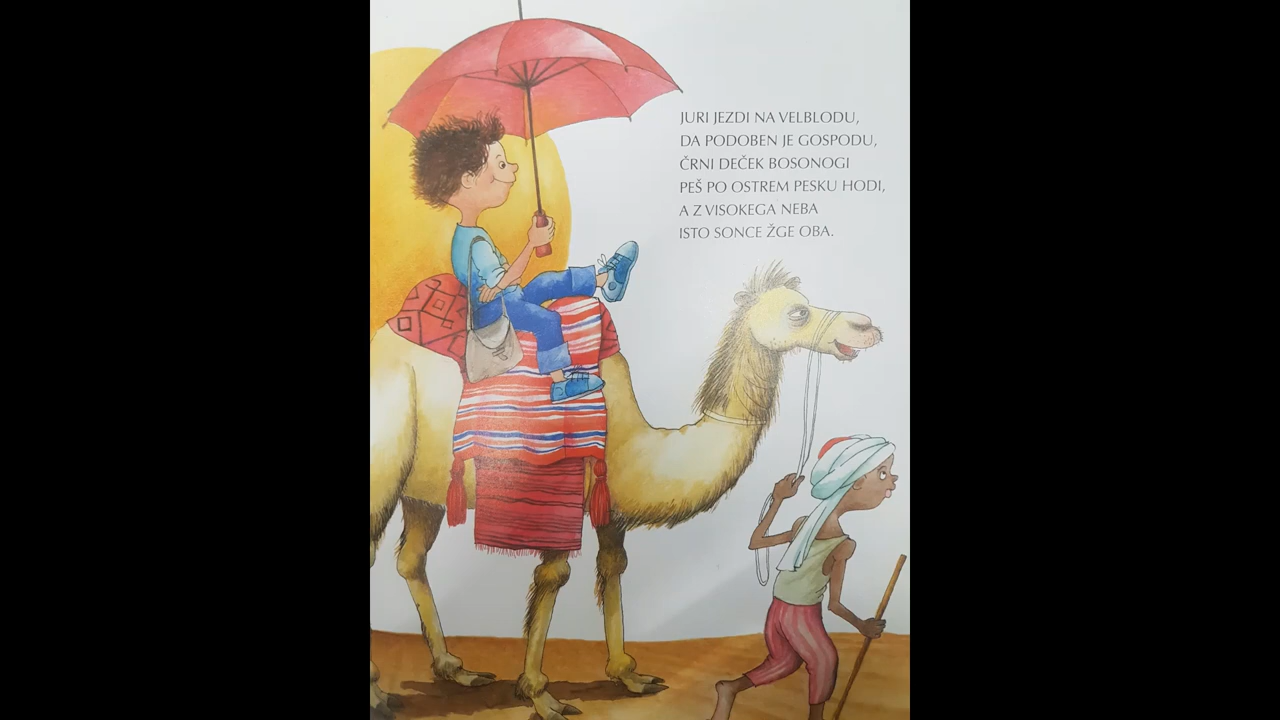 JURI JEZDI NA VELBLODU,
DA PODOBEN JE GOSPODU,
ČRNI DEČEK BOSONOGI
PEŠ PO OSTREM PESKU HODI,
A Z VISOKEGA NEBA
ISTO SONCE ŽGE OBA.